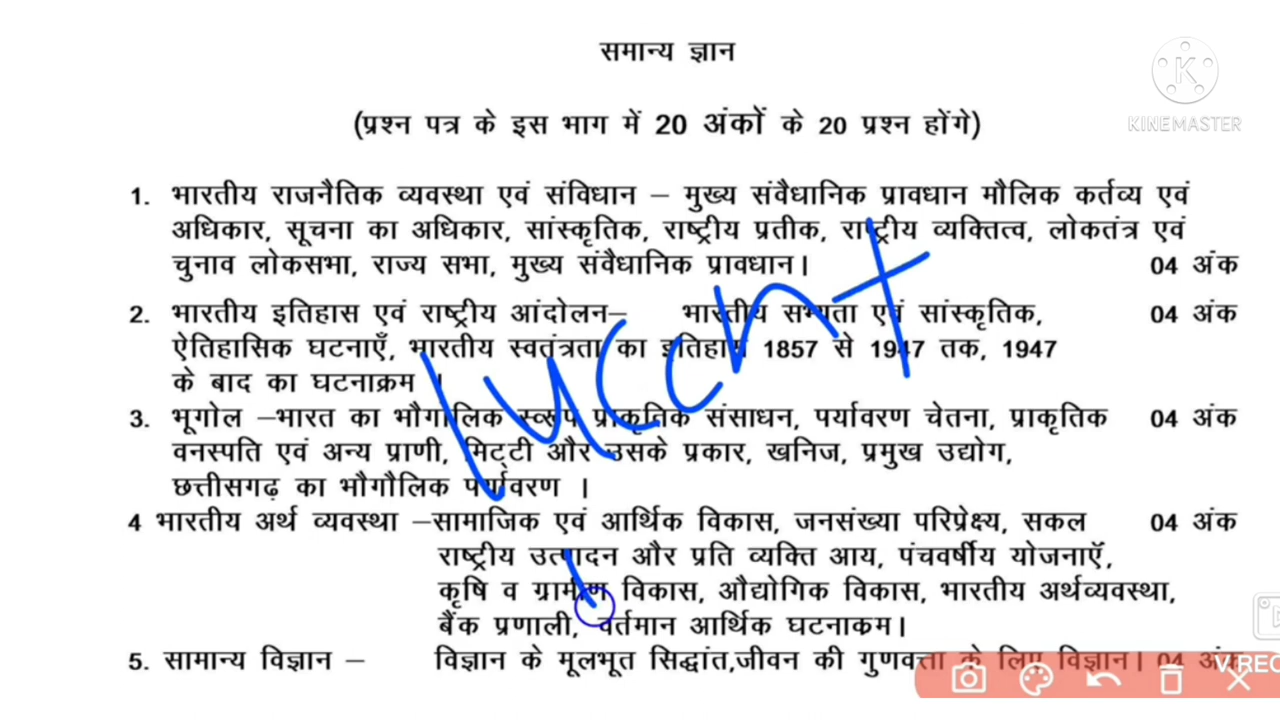 समान्य ज्ञान
KINEMASTER
(प्रश्न पत्र के इस भाग में 20 अंकों के 20 प्रश्न होंगे)
1. भारतीय राजनैतिक व्यवस्था एवं संविधान – मुख्य संवैधानिक प्रावधान मौलिक कर्तव्य एवं
अधिकार, सूचना का अधिकार, सांस्कृतिक, राष्ट्रीय प्रतीक, राष्ट्रीय व्यक्तित्व, लोकतंत्र एवं
चुनाव लोकसभा, राज्य सभा, मुख्य संवैधानिक प्रावधान। 04 अंक
2. भारतीय इतिहास एवं राष्ट्रीय आंदोलन– भारतीय सभ्यता एवं सांस्कृतिक, 04 अंक
ऐतिहासिक घटनाएँ, भारतीय स्वतंत्रता का इतिहास 1857 से 1947 तक, 1947
के बाद का घटनाक्रम ।
3. भूगोल –भारत का भौगोलिक स्वरूप प्राकृतिक संसाधन, पर्यावरण चेतना, प्राकृतिक 04 अंक
वनस्पति एवं अन्य प्राणी, मिट्टी और उसके प्रकार, खनिज, प्रमुख उद्योग,
छत्तीसगढ़ का भौगौलिक पर्यावरण ।
4 भारतीय अर्थ व्यवस्था –सामाजिक एवं आर्थिक विकास, जनसंख्या परिप्रेक्ष्य, सकल 04 अंक
राष्ट्रीय उत्पादन और प्रति व्यक्ति आय, पंचवर्षीय योजनाऍं,
कृषि व ग्रामीण विकास, औद्योगिक विकास, भारतीय अर्थव्यवस्था,
बैंक प्रणाली, वर्तमान आर्थिक घटनाकम।
5. सामान्य विज्ञान – विज्ञान के मूलभूत सिद्धांत,जीवन की गुणवत्ता के लिए विज्ञान। 04 अंक
V REC